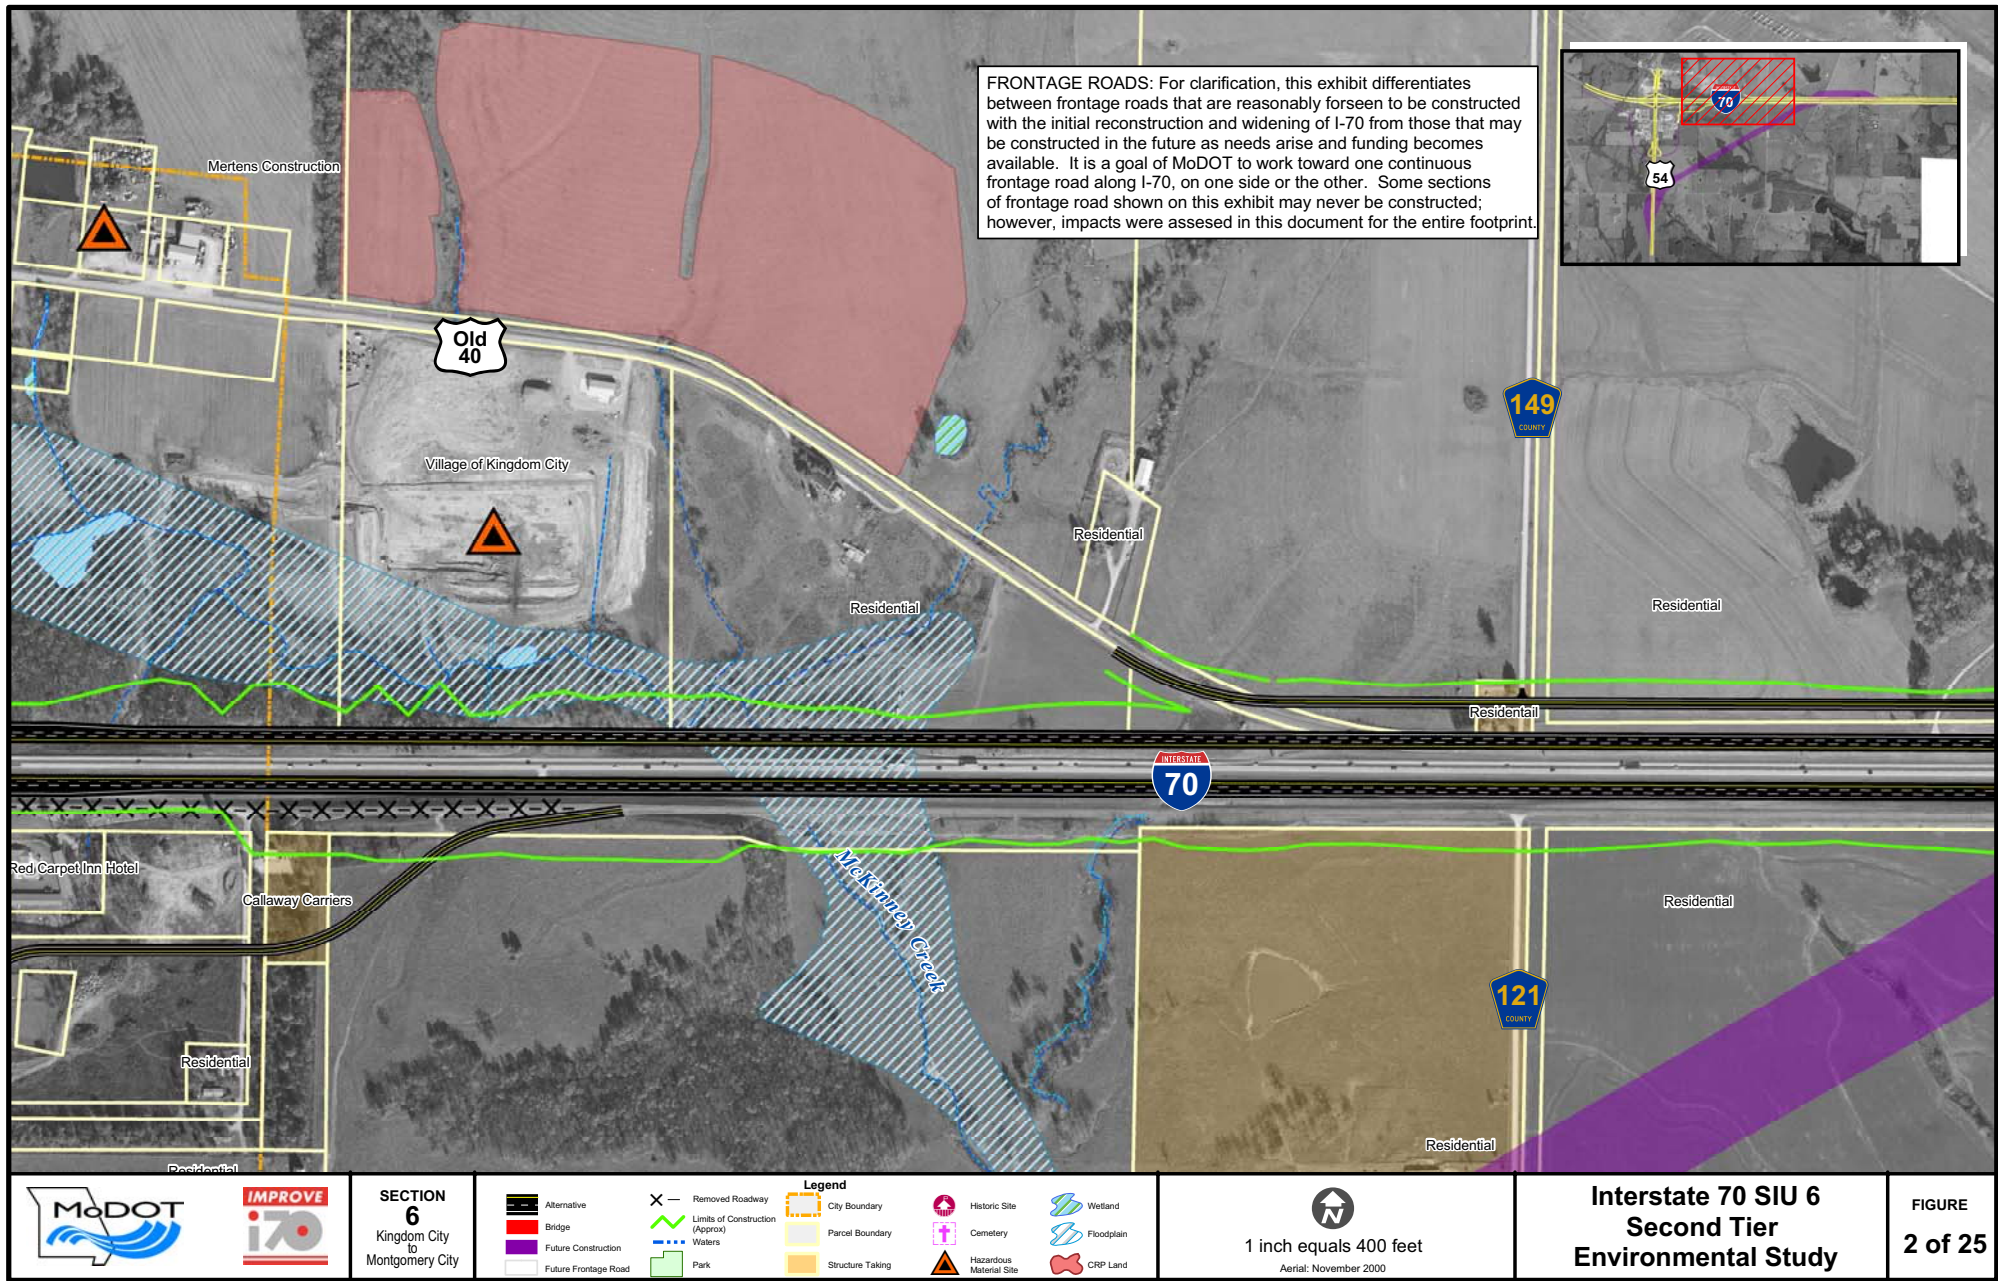 FRONTAGE ROADS: For clarification, this exhibit differentiates
between frontage roads that are reasonably forseen to be constructed
with the initial reconstruction and widening of I-70 from those that may
be constructed in the future as needs arise and funding becomes
available. It is a goal of MoDOT to work toward one continuous
frontage road along I-70, on one side or the other. Some sections
of frontage road shown on this exhibit may never be constructed;
however, impacts were assesed in this document for the entire footprint.
70
54
Mertens Construction
Old
40
149
COUNTY
Village of Kingdom City
Residential
Residential
Residential
Residentail
INTERSTATE
70
McKinney Creek
Red Carpet Inn Hotel
Callaway Carriers
Residential
121
COUNTY
Residential
Residential
Residential
MoDOT
IMPROVE
i70
SECTION
6
Kingdom City
to
Montgomery City
Legend
Alternative
Bridge
Future Construction
Future Frontage Road
Removed Roadway
Limits of Construction
(Approx)
Waters
Park
City Boundary
Parcel Boundary
Structure Taking
Historic Site
Cemetery
Hazardous
Material Site
Wetland
Floodplain
CRP Land
N
1 inch equals 400 feet
Aerial: November 2000
Interstate 70 SIU 6
Second Tier
Environmental Study
FIGURE
2 of 25